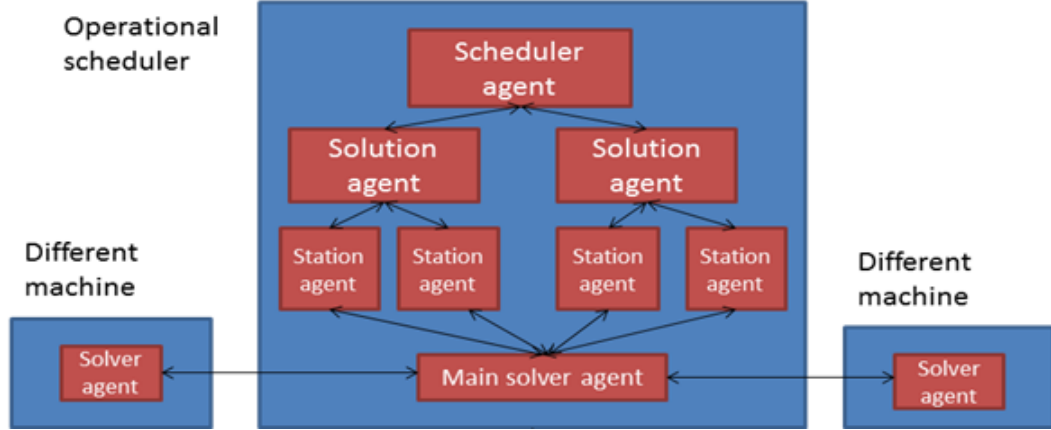 Operational
scheduler
Scheduler
agent
Solution
agent
Solution
agent
Station
agent
Station
agent
Station
agent
Station
agent
Different
machine
Different
machine
Solver
agent
Main solver agent
Solver
agent